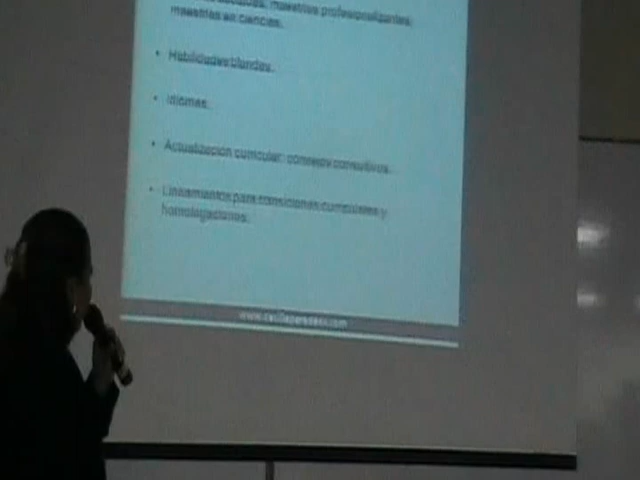 maestrías profesionalizantes,
maestrías en ciencias.
• Habilidades blandas.
• Idiomas.
• Actualización curricular: consejos consultivos.
• Lineamientos para comisiones curriculares y
homologaciones.